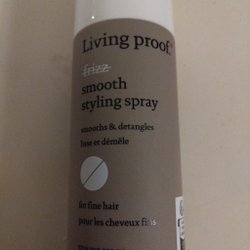 Living proof.
frizz
smooth
styling spray
smooths & detangles
lisse et démêle
for fine hair
pour les cheveux fins